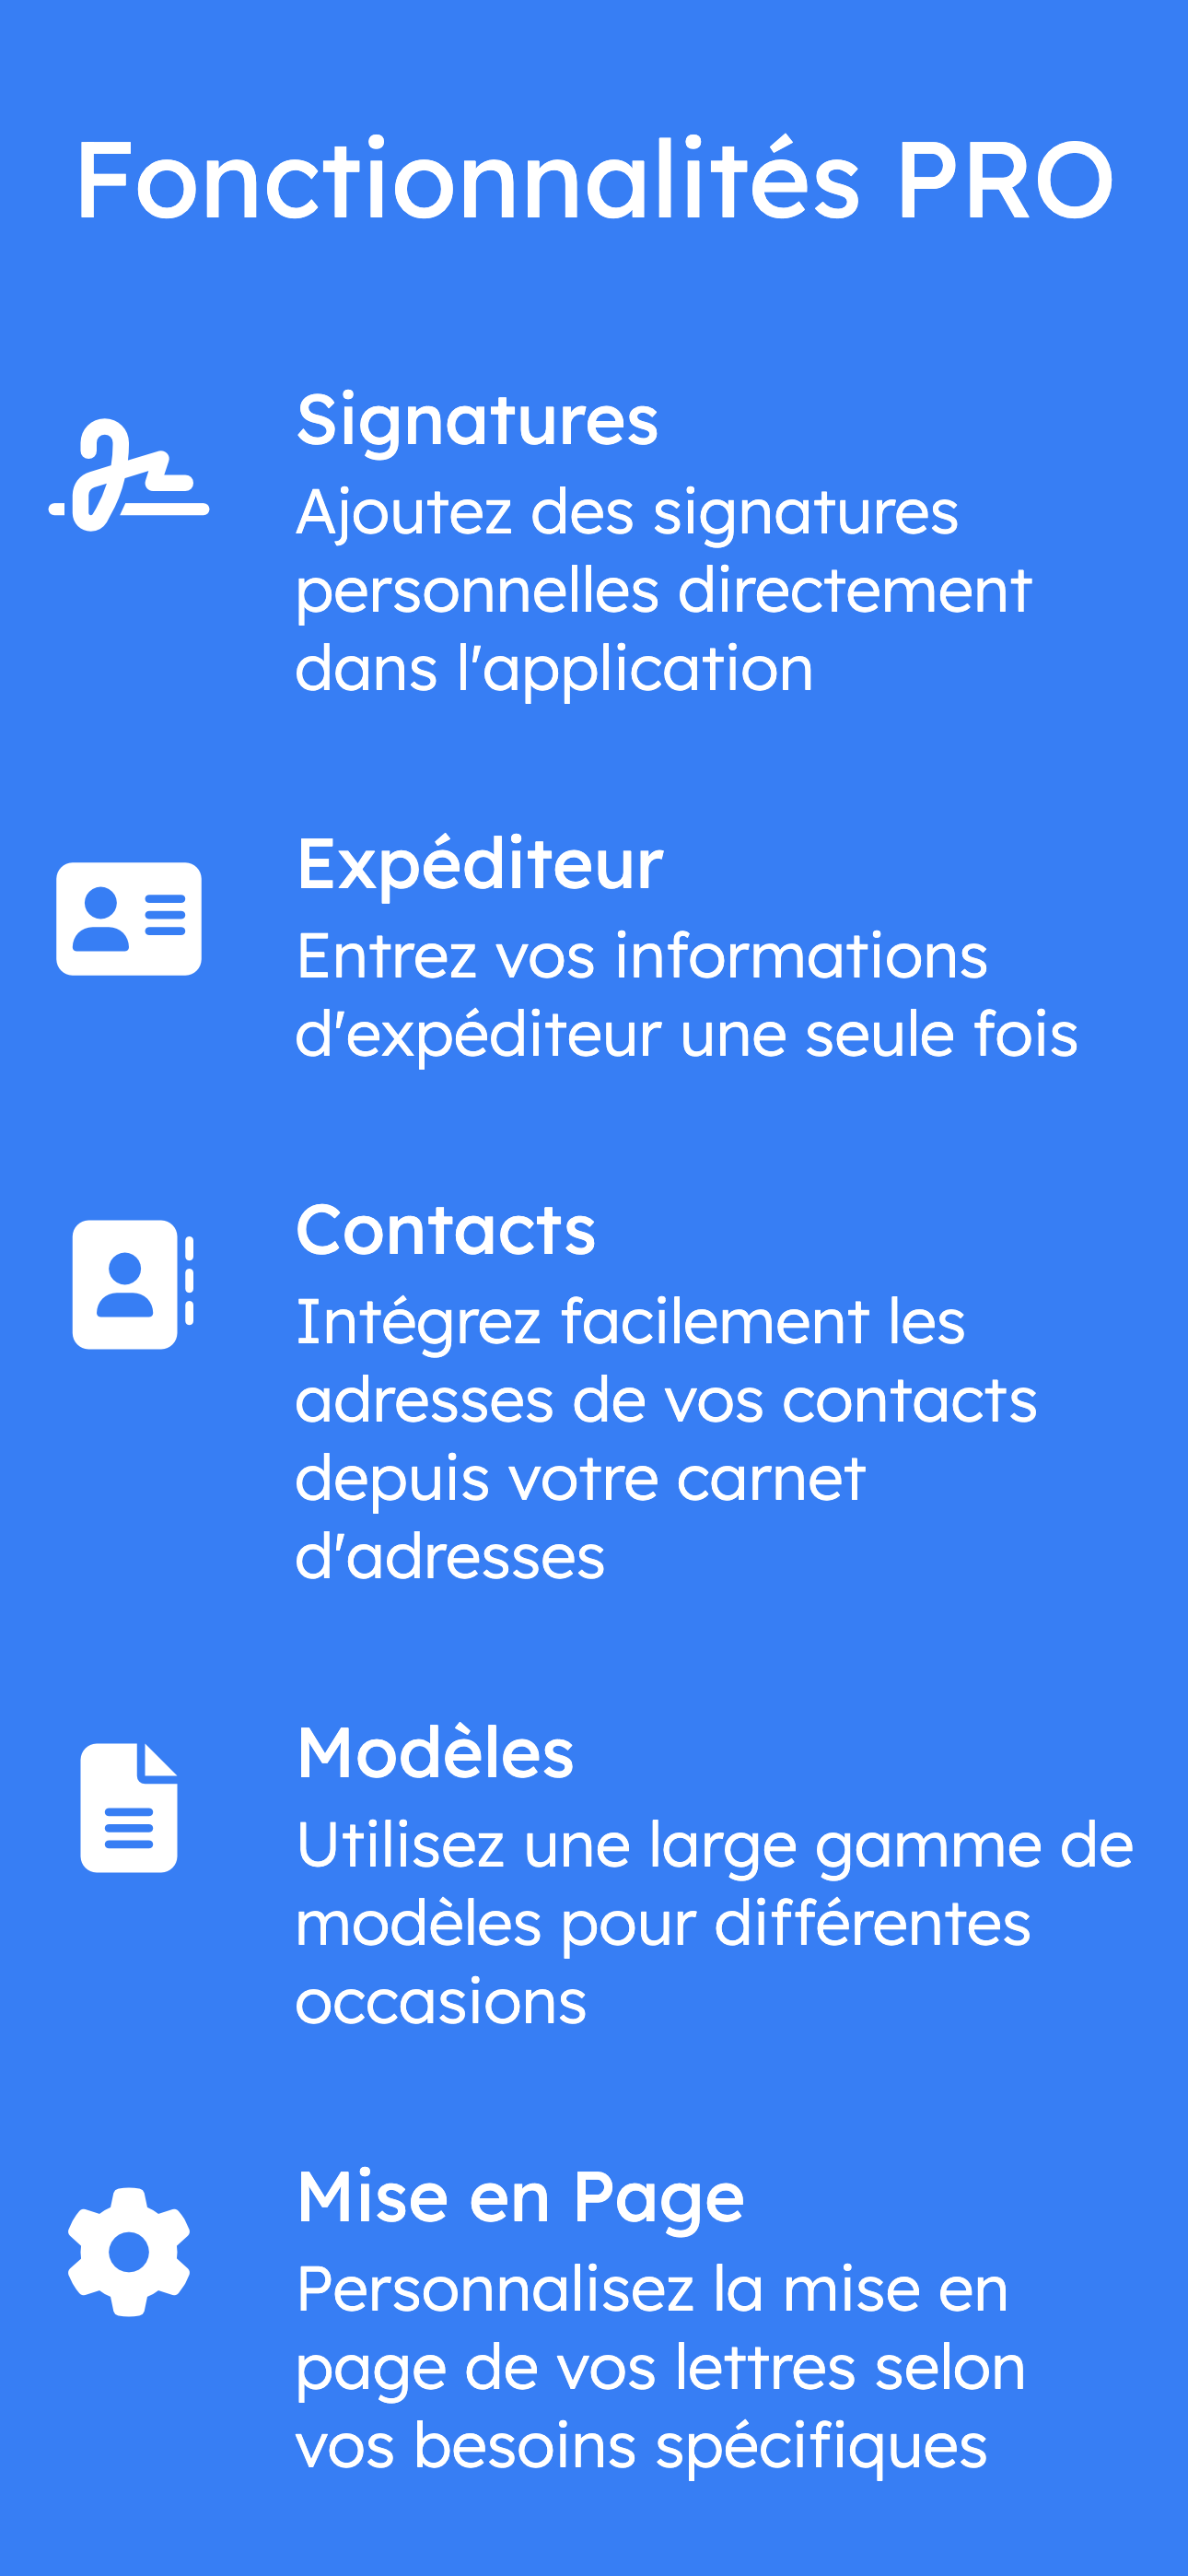 Fonctionnalités PRO
Signatures
Ajoutez des signatures
personnelles directement
dans l'application
Expéditeur
Entrez vos informations
d'expéditeur une seule fois
Contacts
Intégrez facilement les
adresses de vos contacts
depuis votre carnet
d'adresses
Modèles
Utilisez une large gamme de
modèles pour différentes
occasions
Mise en Page
Personnalisez la mise en
page de vos lettres selon
vos besoins spécifiques